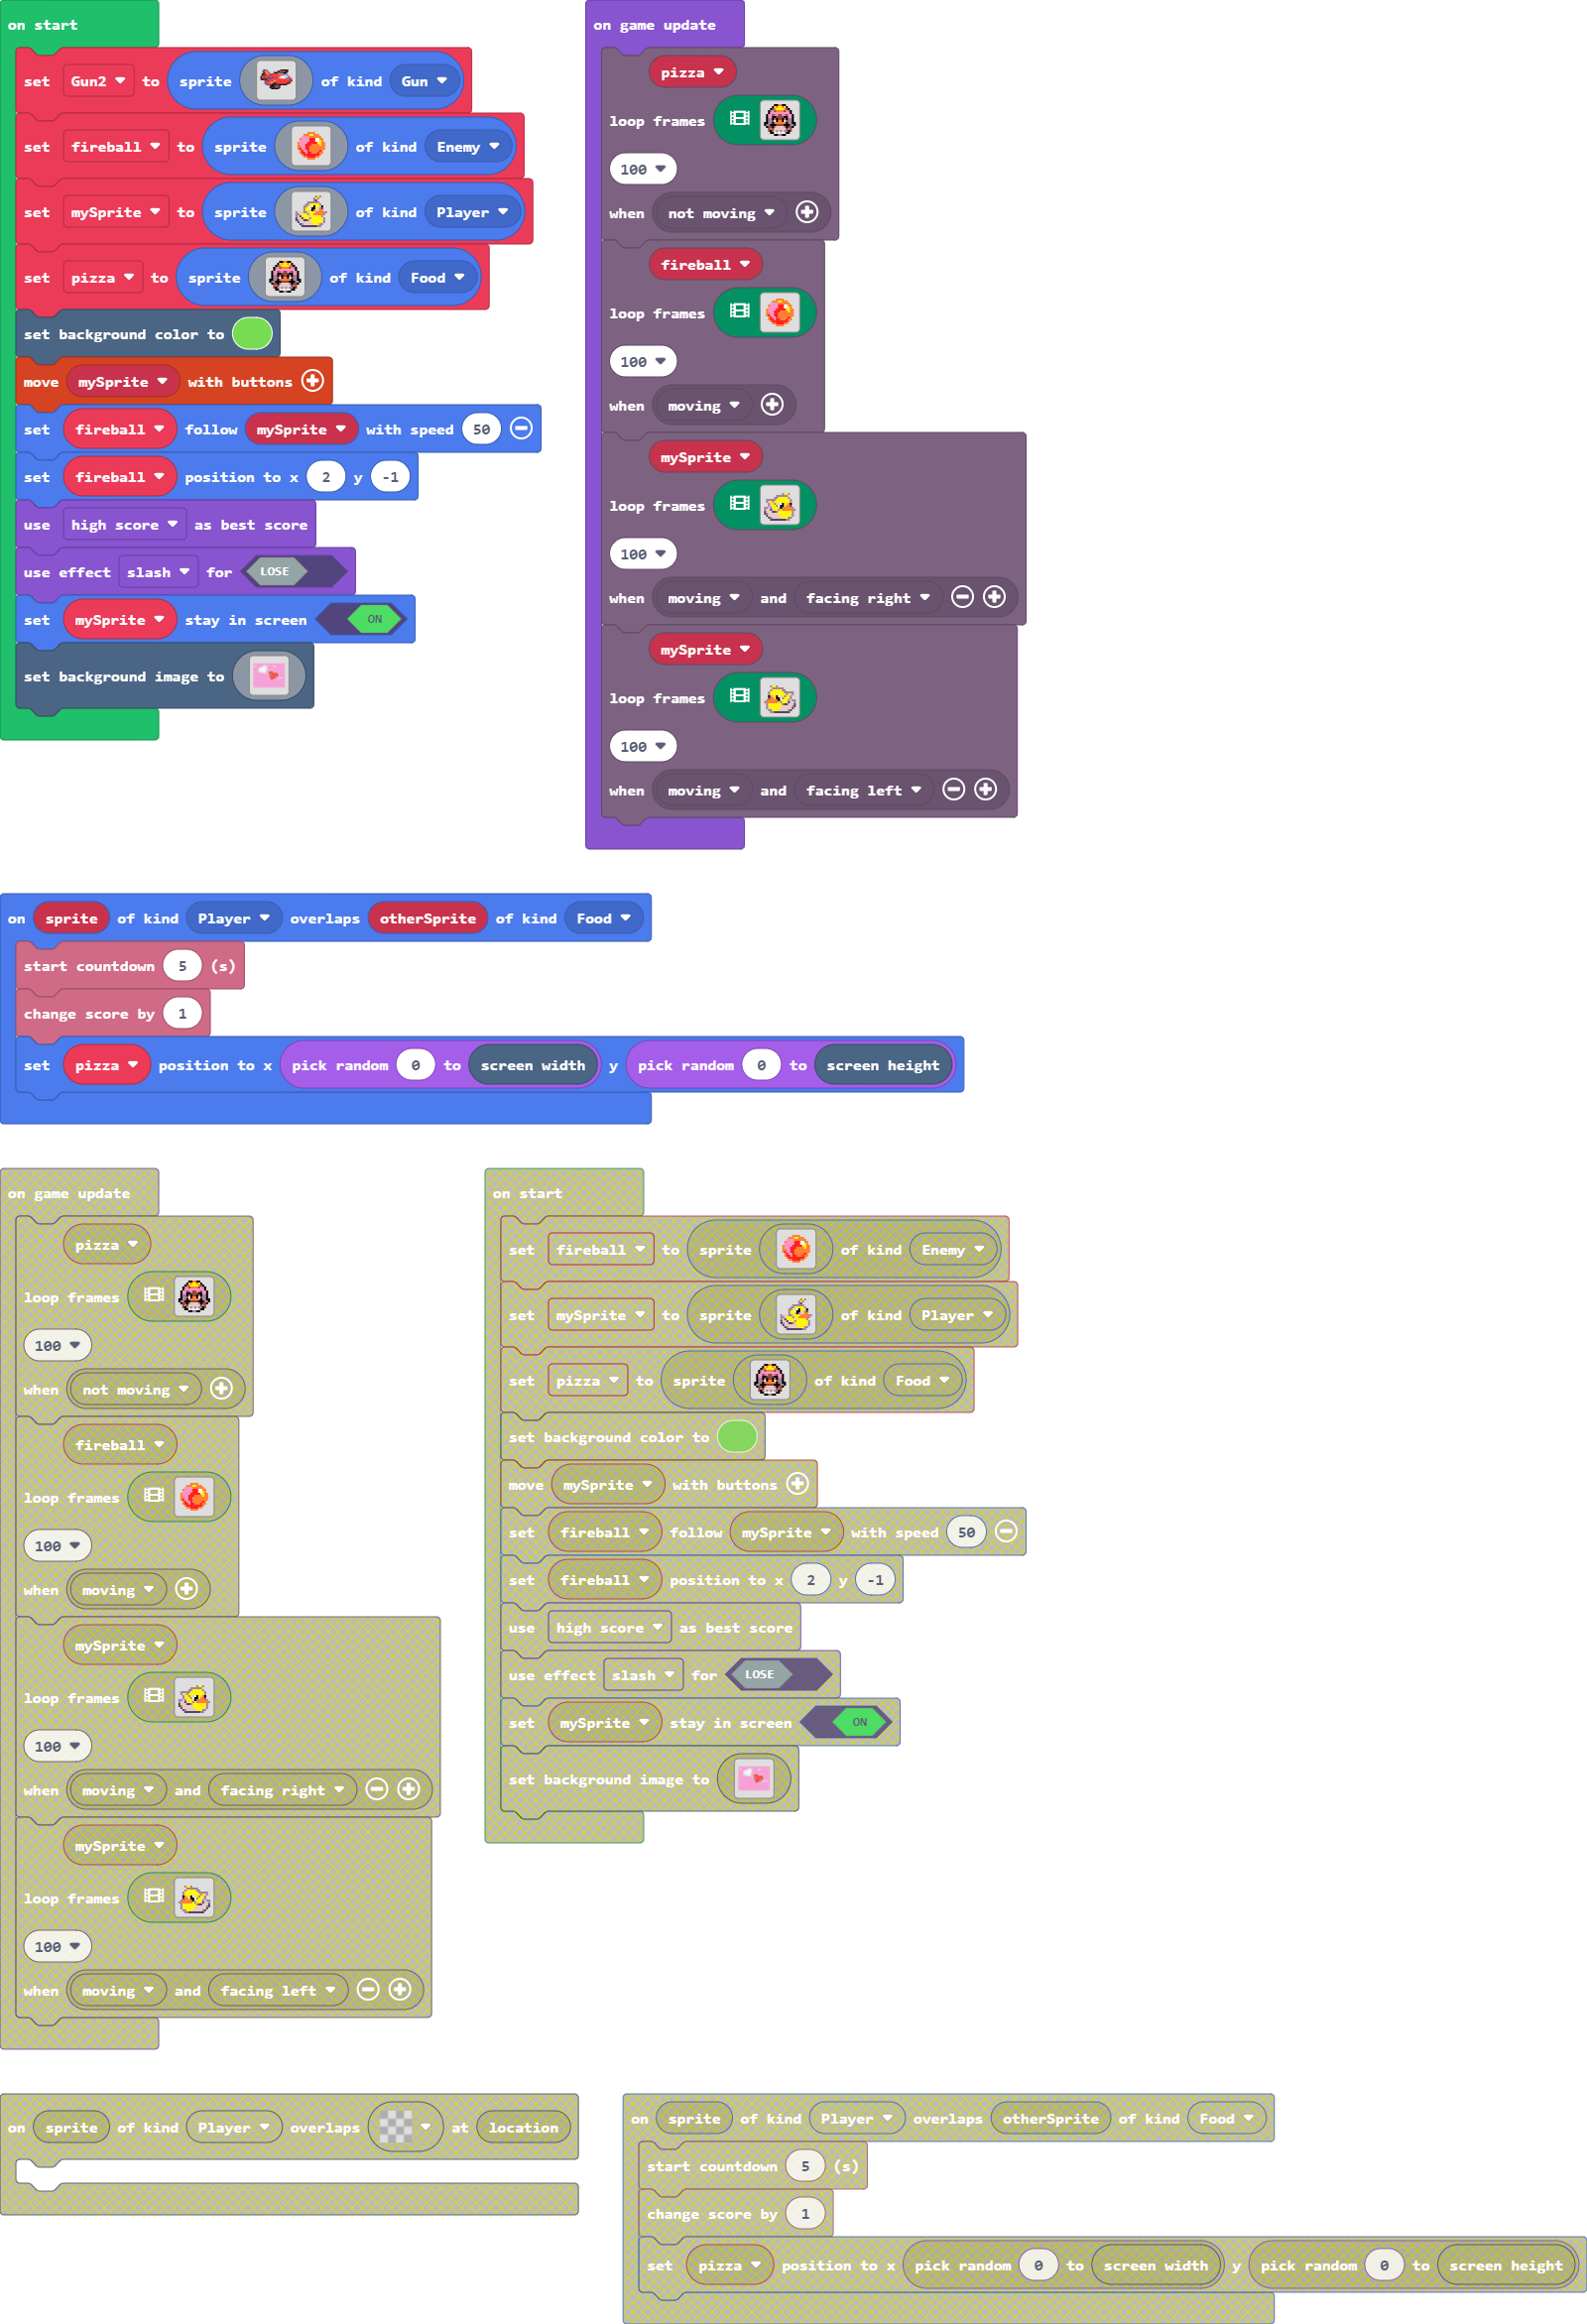 on start
set Gun2 to sprite of kind Gun
set fireball to sprite of kind Enemy
set mySprite to sprite of kind Player
set pizza to sprite of kind Food
set background color to
move mySprite with buttons
set fireball follow mySprite with speed 50
set fireball position to x 2 y -1
use high score as best score
use effect slash for LOSE
set mySprite stay in screen ON
set background image to
on game update
pizza
loop frames
100
when not moving
fireball
loop frames
100
when moving
mySprite
loop frames
100
when moving and facing right
mySprite
loop frames
100
when moving and facing left
on sprite of kind Player overlaps otherSprite of kind Food
start countdown 5 (s)
change score by 1
set pizza position to x pick random 0 to screen width y pick random 0 to screen height
on game update
pizza
loop frames
100
when not moving
fireball
loop frames
100
when moving
mySprite
loop frames
100
when moving and facing right
mySprite
loop frames
100
when moving and facing left
on start
set fireball to sprite of kind Enemy
set mySprite to sprite of kind Player
set pizza to sprite of kind Food
set background color to
move mySprite with buttons
set fireball follow mySprite with speed 50
set fireball position to x 2 y -1
use high score as best score
use effect slash for LOSE
set mySprite stay in screen ON
set background image to
on sprite of kind Player overlaps at location
on sprite of kind Player overlaps otherSprite of kind Food
start countdown 5 (s)
change score by 1
set pizza position to x pick random 0 to screen width y pick random 0 to screen height